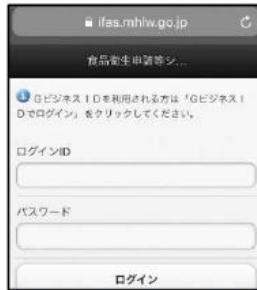 ifas.mhlw.go.jp
食品衛生申請等シ...
GビジネスIDを利用される方は「GビジネスI
Dでログイン」をクリックしてください。
ログインID
パスワード
ログイン